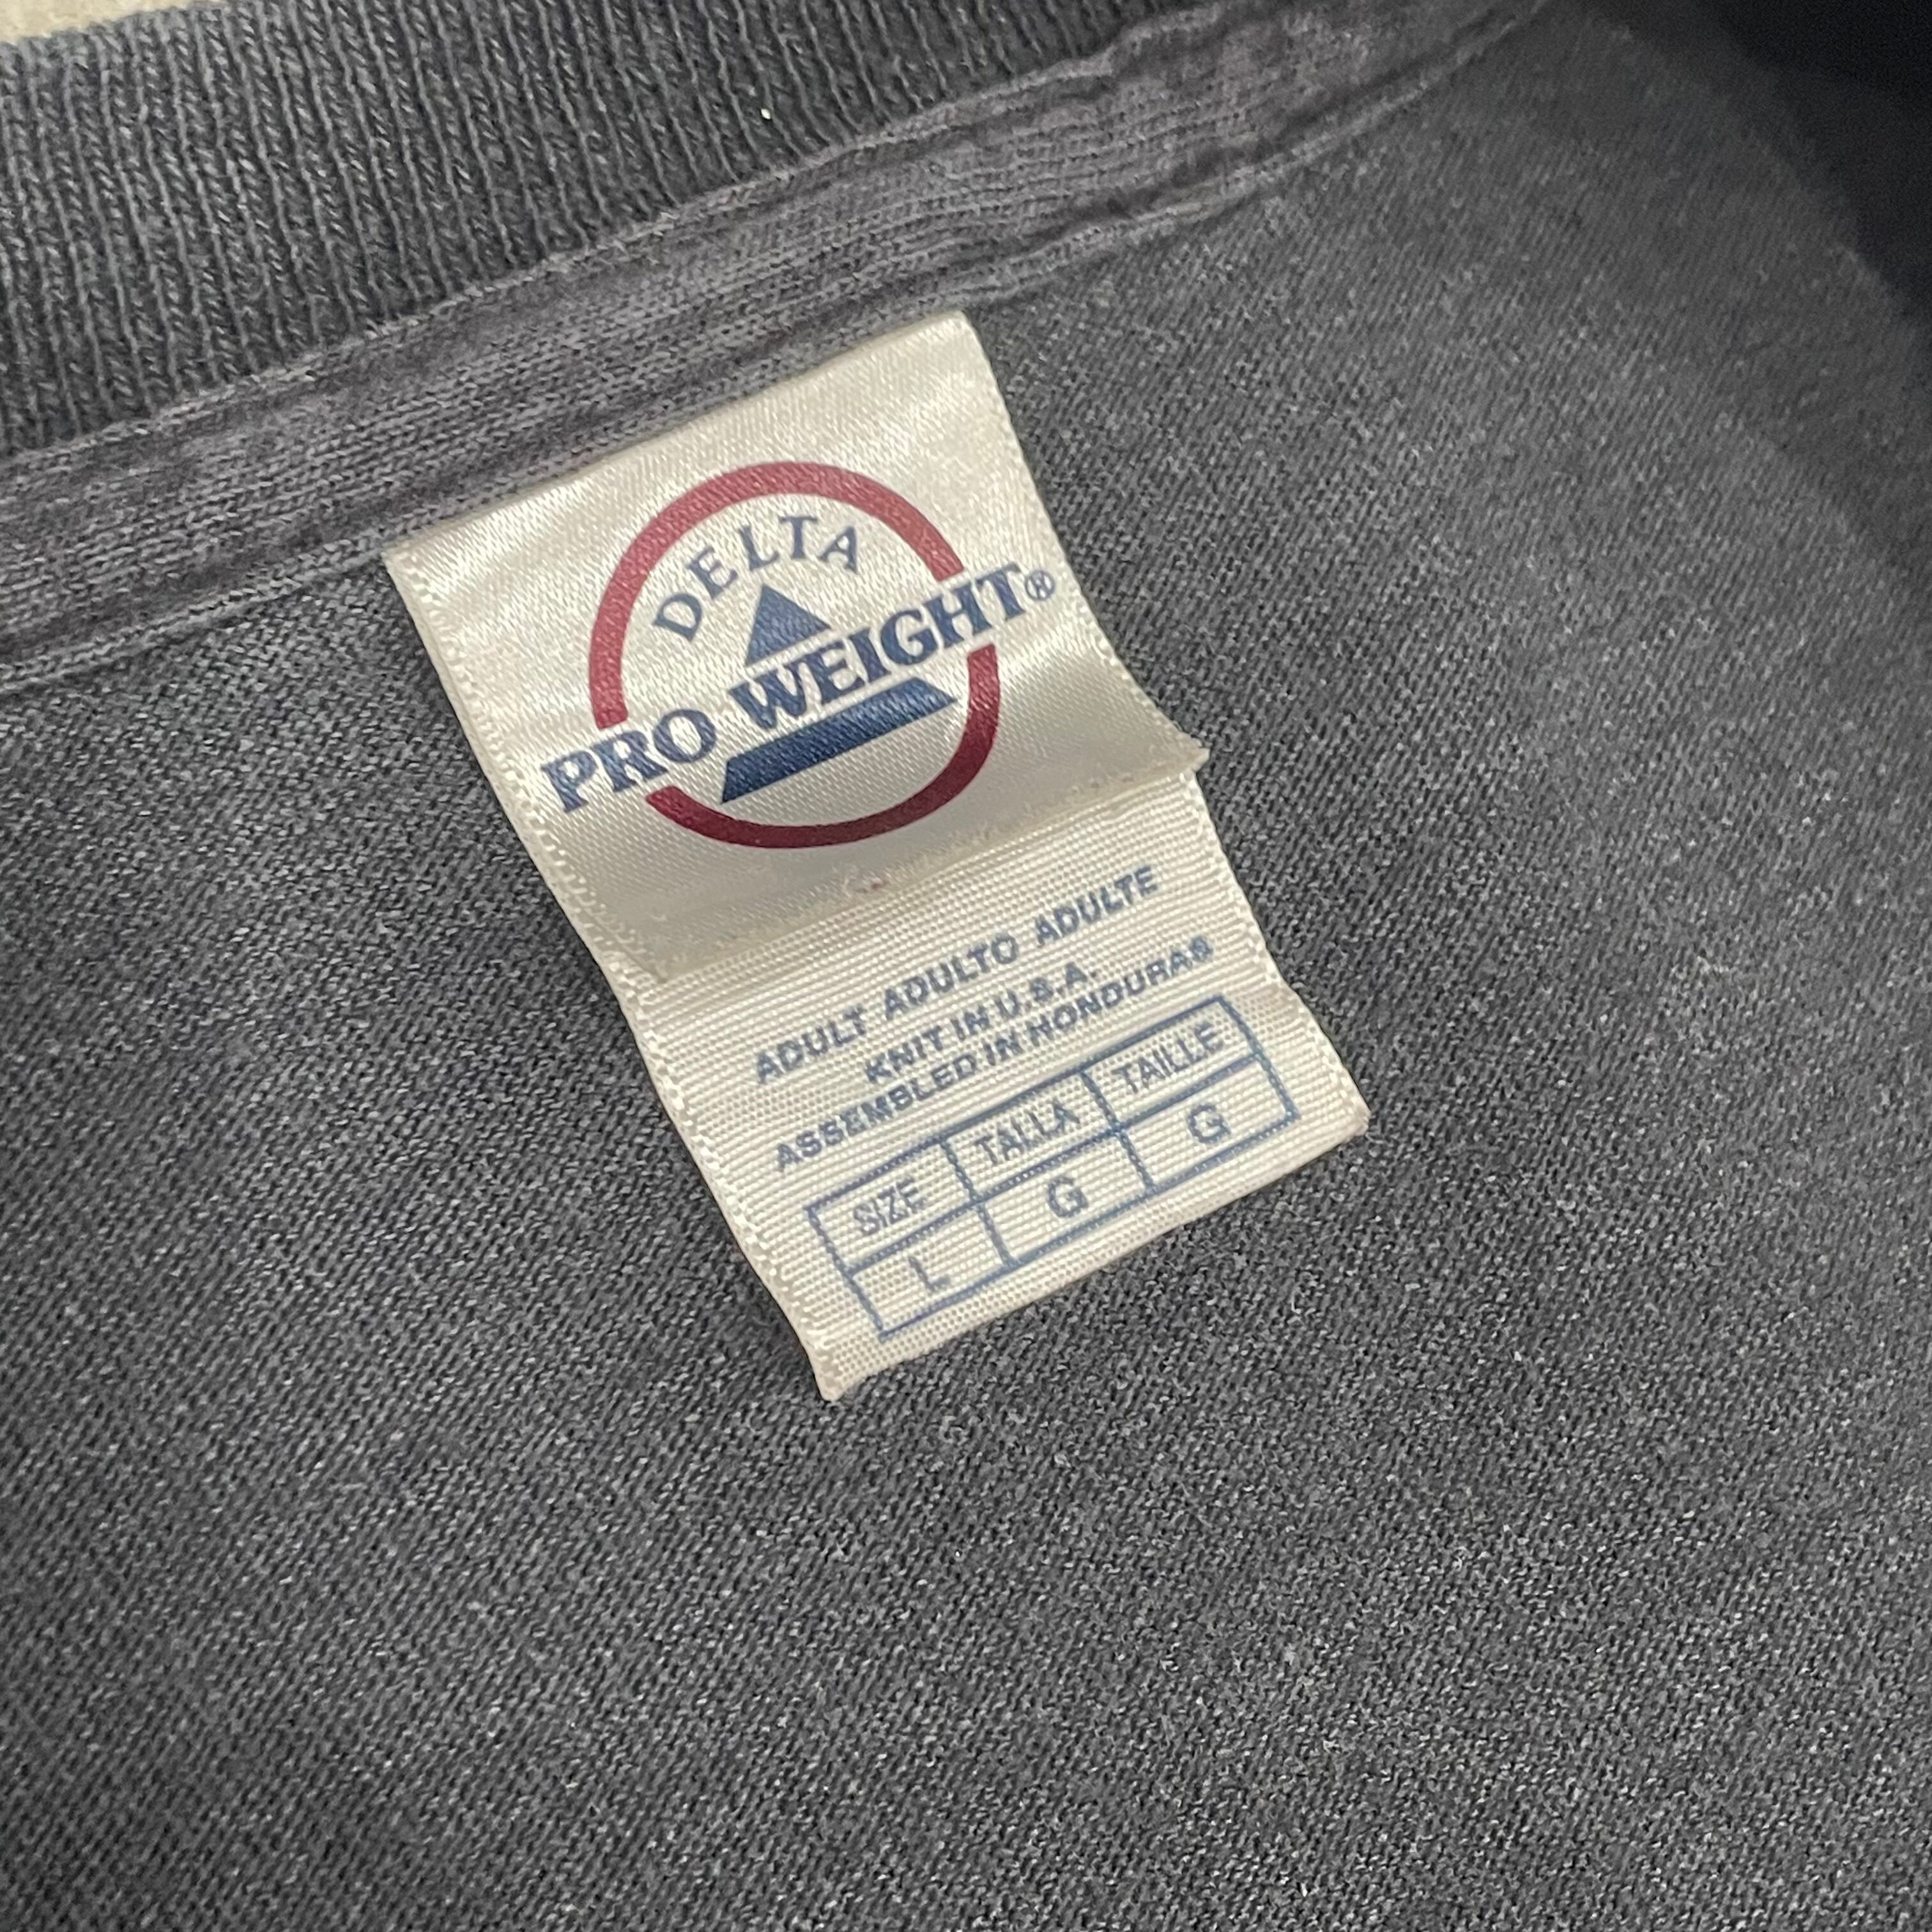 DELTA
PRO WEIGHT®
ADULT ADULTO ADULTE
KNIT IN U.S.A.
ASSEMBLED IN HONDURAS
SIZE TALLA TAILLE
L G G